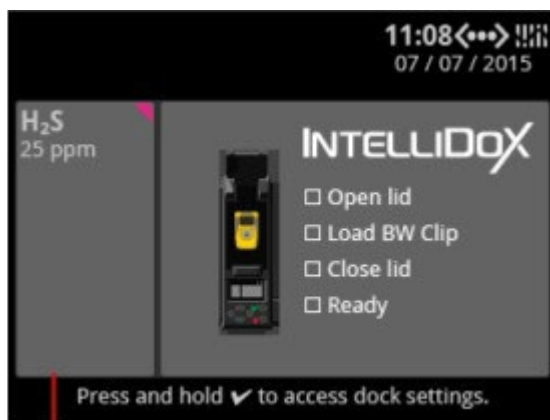 11:08
07 / 07 / 2015
H₂S
25 ppm
INTELLIDOX
Open lid
Load BW Clip
Close lid
Ready
Press and hold ✔ to access dock settings.